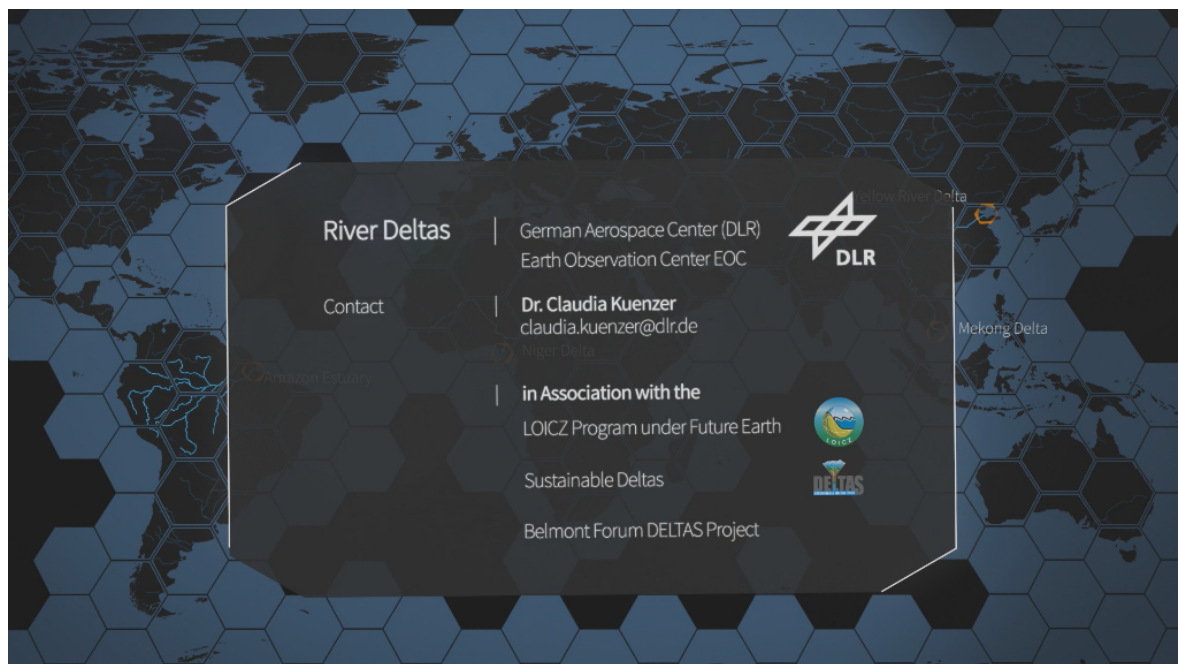 Yellow River Delta
River Deltas
German Aerospace Center (DLR)
Earth Observation Center EOC
DLR
Contact
Dr. Claudia Kuenzer
claudia.kuenzer@dlr.de
Mekong Delta
Niger Delta
Amazon Estuary
in Association with the
LOICZ Program under Future Earth
LOICZ
Sustainable Deltas
DELTAS
Belmont Forum DELTAS Project